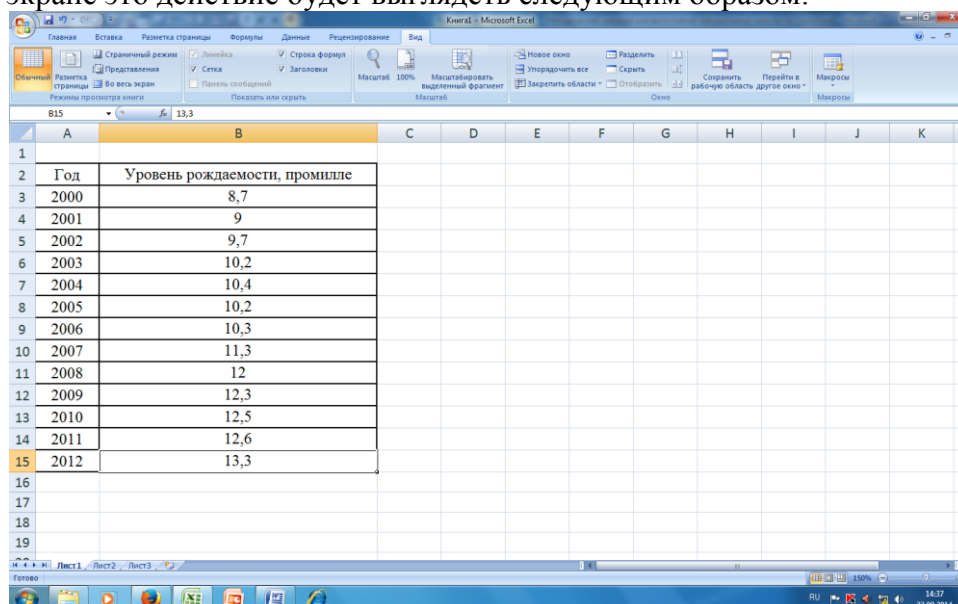 экране это действие будет выглядеть следующим образом:
Книга1 - Microsoft Excel
Главная Вставка Разметка страницы Формулы Данные Рецензирование Вид
Обычный
Разметка страницы
Страничный режим
Представления
Во весь экран
Режимы просмотра книги
Линейка
Сетка
Панель сообщений
Строка формул
Заголовки
Показать или скрыть
Масштаб
100%
Масштабировать выделенный фрагмент
Масштаб
Новое окно
Упорядочить все
Закрепить области
Разделить
Скрыть
Отобразить
Сохранить рабочую область
Перейти в другое окно
Окно
Макросы
Макросы
B15 fx 13,3
A B C D E F G H I J K
1
2 Год Уровень рождаемости, промилле
3 2000 8,7
4 2001 9
5 2002 9,7
6 2003 10,2
7 2004 10,4
8 2005 10,2
9 2006 10,3
10 2007 11,3
11 2008 12
12 2009 12,3
13 2010 12,5
14 2011 12,6
15 2012 13,3
16
17
18
19
Лист1 Лист2 Лист3
Готово 150%
RU 14:37